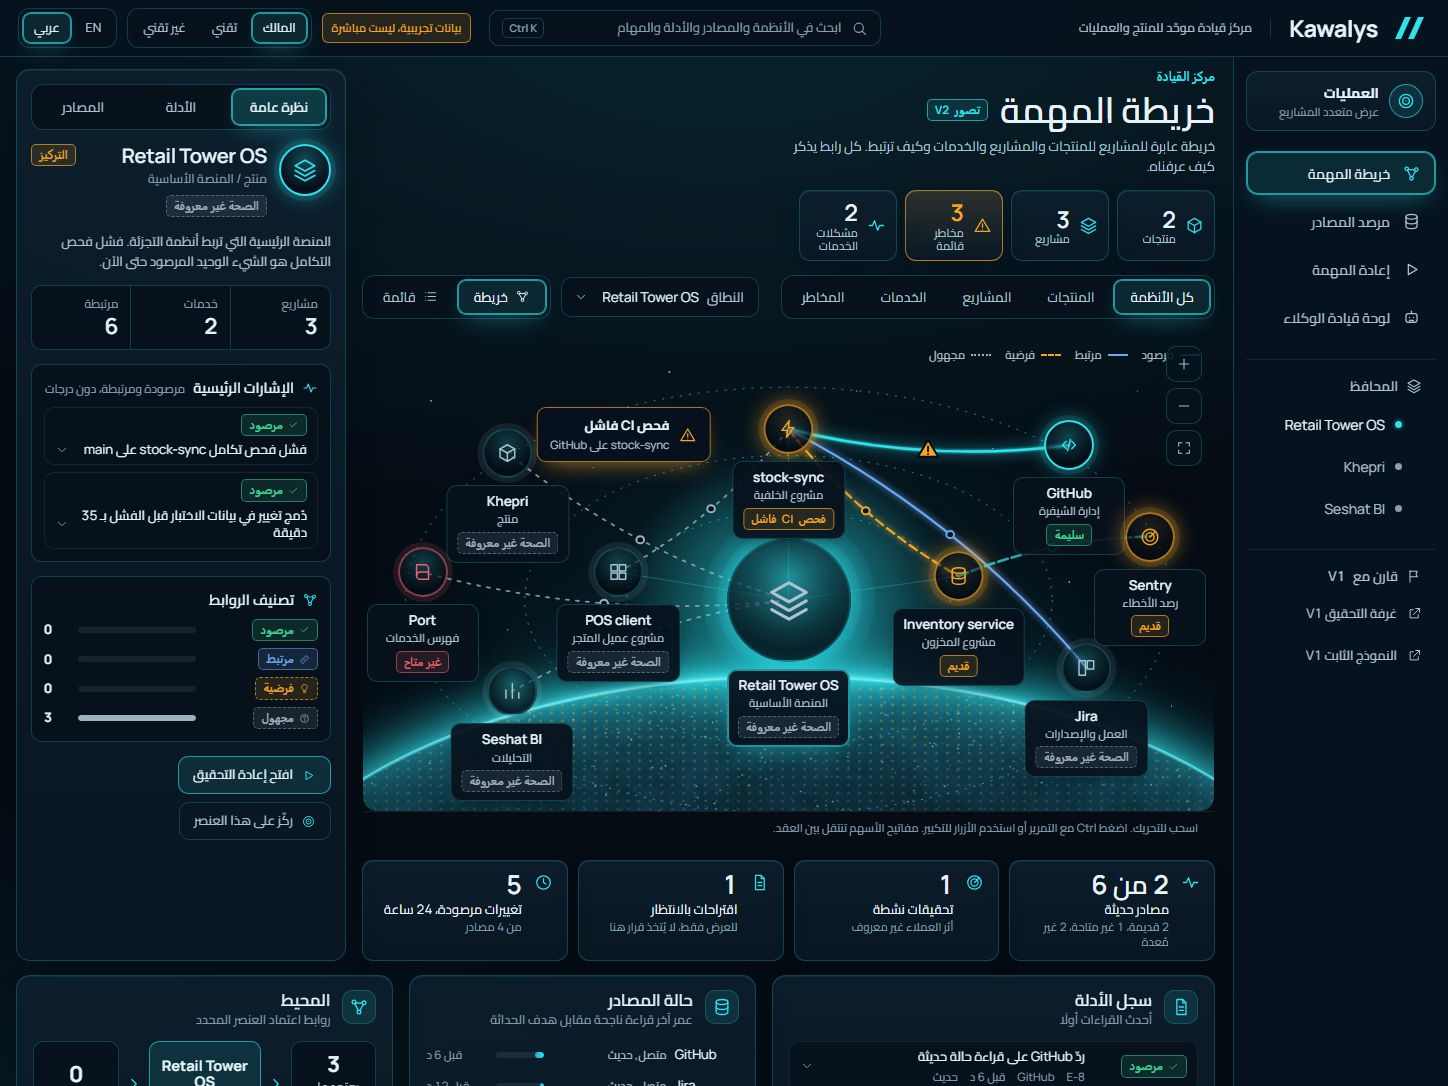 Kawalys
مركز قيادة موحّد للمنتج والعمليات
ابحث في الأنظمة والمصادر والأدلة والمهام
Ctrl K
بيانات تجريبية، ليست مباشرة
المالك
تقني
غير تقني
EN
عربي
العمليات
عرض متعدد المشاريع
خريطة المهمة
مرصد المصادر
إعادة المهمة
لوحة قيادة الوكلاء
المحافظ
Retail Tower OS
Khepri
Seshat BI
قارن مع V1
غرفة التحقيق V1
النموذج الثابت V1
مركز القيادة
خريطة المهمة
تصور V2
خريطة عابرة للمشاريع للمنتجات والمشاريع والخدمات وكيف ترتبط. كل رابط يذكر
كيف عرفناه.
2
منتجات
3
مشاريع
3
مخاطر
قائمة
2
مشكلات
الخدمات
كل الأنظمة
المنتجات
المشاريع
الخدمات
المخاطر
النطاق Retail Tower OS
خريطة
قائمة
مرصود
مرتبط
فرضية
مجهول
فحص CI فاشل
stock-sync على GitHub
stock-sync
مشروع الخلفية
فحص CI فاشل
GitHub
إدارة الشيفرة
سليمة
Khepri
منتج
الصحة غير معروفة
Sentry
رصد الأخطاء
قديم
Port
فهرس الخدمات
غير متاح
POS client
مشروع عميل المتجر
الصحة غير معروفة
Inventory service
مشروع المخزون
قديم
Retail Tower OS
المنصة الأساسية
الصحة غير معروفة
Jira
العمل والإصدارات
الصحة غير معروفة
Seshat BI
التحليلات
الصحة غير معروفة
اسحب للتحريك. اضغط Ctrl مع التمرير أو استخدم الأزرار للتكبير. مفاتيح الأسهم تنتقل بين العقد.
2 من 6
مصادر حديثة
2 قديمة، 1 غير متاحة، 2 غير
مُعدة
1
تحقيقات نشطة
أثر العملاء غير معروف
1
اقتراحات بالانتظار
للعرض فقط، لا يُتخذ قرار هنا
5
تغييرات مرصودة، 24 ساعة
من 4 مصادر
نظرة عامة
الأدلة
المصادر
Retail Tower OS
التركيز
منتج / المنصة الأساسية
الصحة غير معروفة
المنصة الرئيسية التي تربط أنظمة التجزئة. فشل فحص
التكامل هو الشيء الوحيد المرصود حتى الآن.
مشاريع
3
خدمات
2
مرتبطة
6
الإشارات الرئيسية
مرصودة ومرتبطة، دون درجات
مرصود
فشل فحص تكامل stock-sync على main
مرصود
دُمج تغيير في بيانات الاختبار قبل الفشل بـ 35
دقيقة
تصنيف الروابط
مرصود
0
مرتبط
0
فرضية
0
مجهول
3
افتح إعادة التحقيق
ركّز على هذا العنصر
سجل الأدلة
أحدث القراءات أولًا
ردّ GitHub على قراءة حالة حديثة
مرصود
E-8 GitHub قبل 6 د حديث
حالة المصادر
عمر آخر قراءة ناجحة مقابل هدف الحداثة
GitHub متصل، حديث
قبل 6 د
Jira متصل، حديث
قبل 12 د
المحيط
روابط اعتماد العنصر المحدد
3
Retail Tower
OS
0